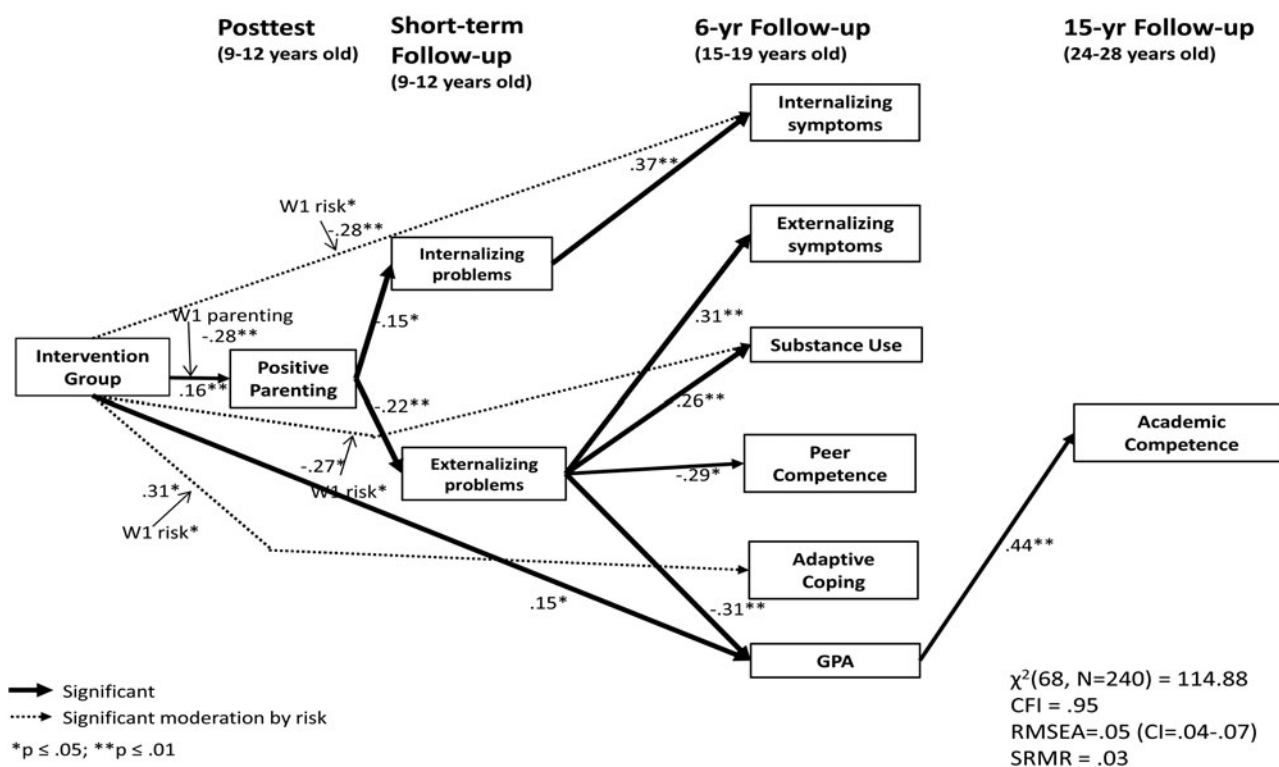 Posttest
(9-12 years old)
Short-term
Follow-up
(9-12 years old)
6-yr Follow-up
(15-19 years old)
15-yr Follow-up
(24-28 years old)
Internalizing
symptoms
.37**
W1 risk*
-.28**
Internalizing
problems
Externalizing
symptoms
W1 parenting
-.28**
-.15*
.31**
Intervention
Group
.16**
Positive
Parenting
Substance Use
-.22**
.26**
Academic
Competence
Externalizing
problems
Peer
Competence
-.29*
-.27*
W1 risk*
.31*
W1 risk*
.44**
Adaptive
Coping
.15*
-.31**
GPA
Significant
Significant moderation by risk
*p ≤ .05; **p ≤ .01
χ²(68, N=240) = 114.88
CFI = .95
RMSEA=.05 (CI=.04-.07)
SRMR = .03